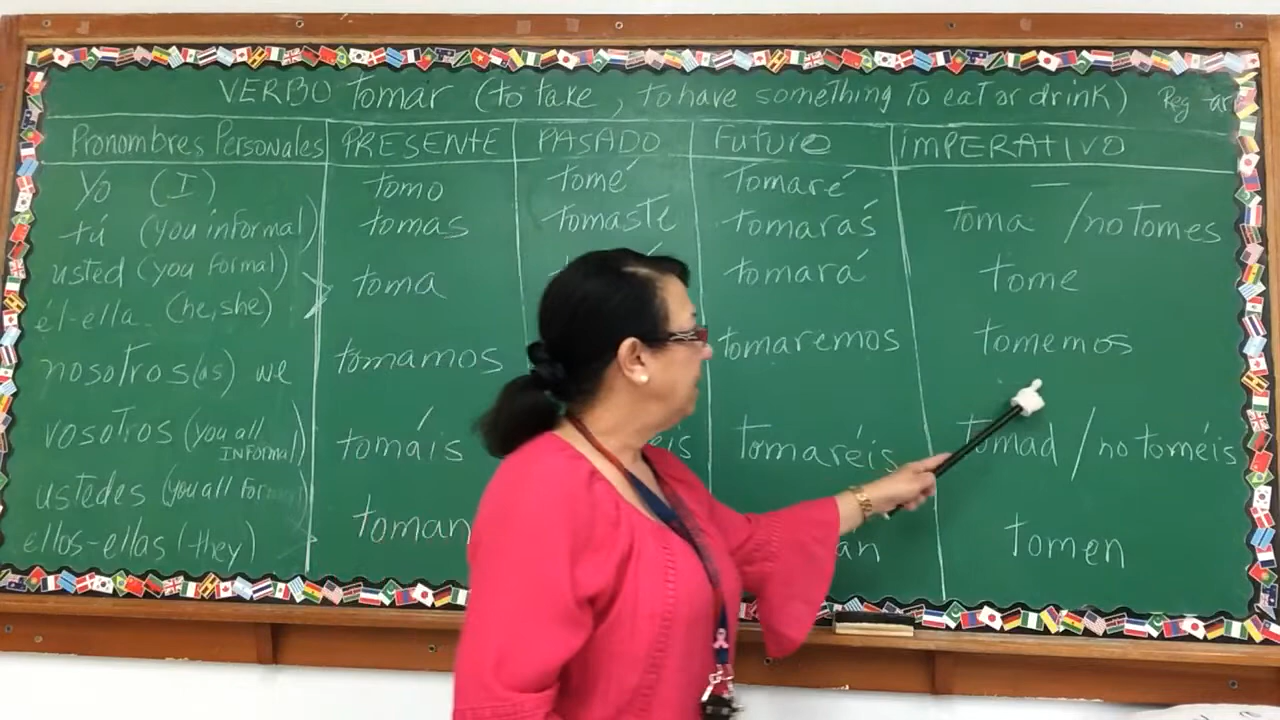 VERBO tomar (to take, to have something to eat or drink) Reg ar
Pronombres Personales PRESENTE PASADO Futuro IMPERATIVO
yo (I) tomo tomé tomaré —
tú (you informal) tomas tomaste tomarás toma /no tomes
usted (you formal) toma tomará tome
él-ella (he, she)
nosotros(as) we tomamos tomaremos tomemos
vosotros (you all INFORMAL) tomáis eis tomaréis tomad / no toméis
ustedes (you all formal toman an tomen
ellos-ellas (they)